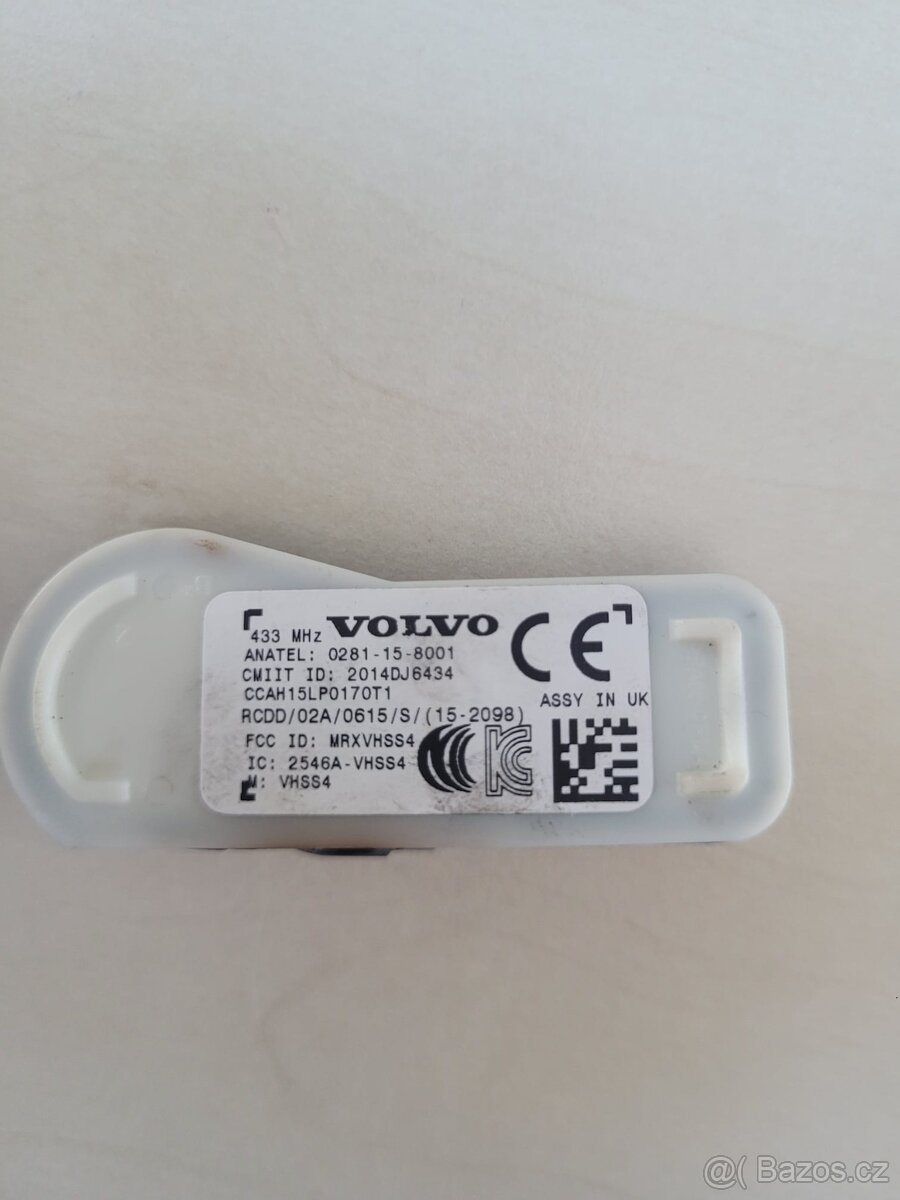 433 MHz VOLVO CE
ANATEL: 0281-15-8001
CMIIT ID: 2014DJ6434
CCAH15LP0170T1
ASSY IN UK
RCDD/02A/0615/S/(15-2098)
FCC ID: MRXVHSS4
IC: 2546A-VHSS4
M: VHSS4
@( Bazos.cz